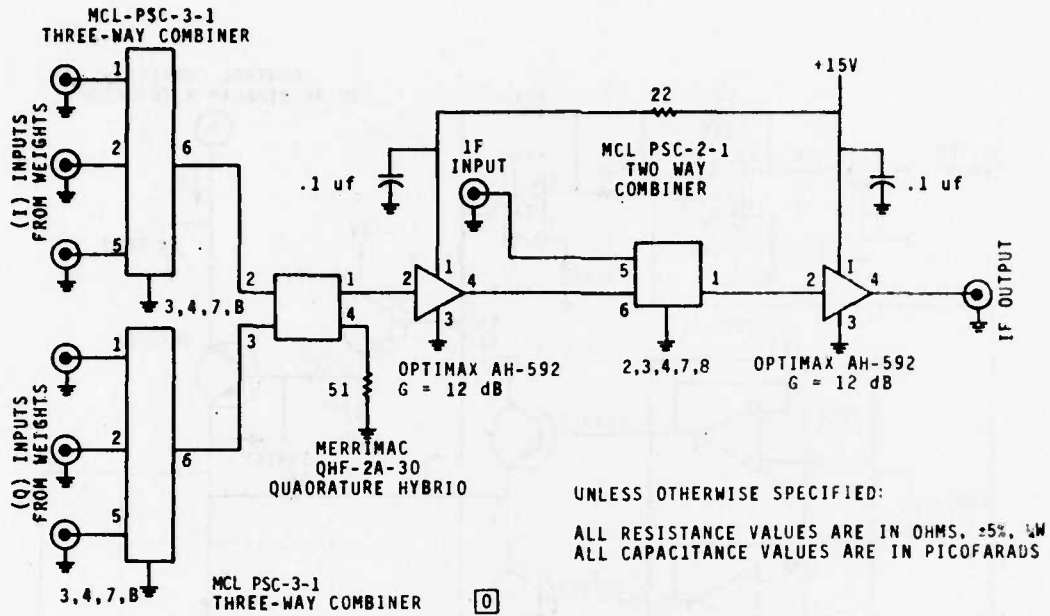 MCL-PSC-3-1
THREE-WAY COMBINER
1
2
5
6
(I) INPUTS
FROM WEIGHTS
3,4,7,B
1
2
5
6
(Q) INPUTS
FROM WEIGHTS
3,4,7,B
MCL PSC-3-1
THREE-WAY COMBINER
0
2
3
1
4
51
MERRIMAC
QHF-2A-30
QUAORATURE HYBRIO
.1 uf
2
1
4
3
OPTIMAX AH-592
G = 12 dB
1F
INPUT
22
MCL PSC-2-1
TWO WAY
COMBINER
5
6
1
2,3,4,7,8
+15V
.1 uf
2
I
4
3
OPTIMAX AH-592
G = 12 dB
IF OUTPUT
UNLESS OTHERWISE SPECIFIED:
ALL RESISTANCE VALUES ARE IN OHMS, ±5%, ¼W
ALL CAPACITANCE VALUES ARE IN PICOFARADS